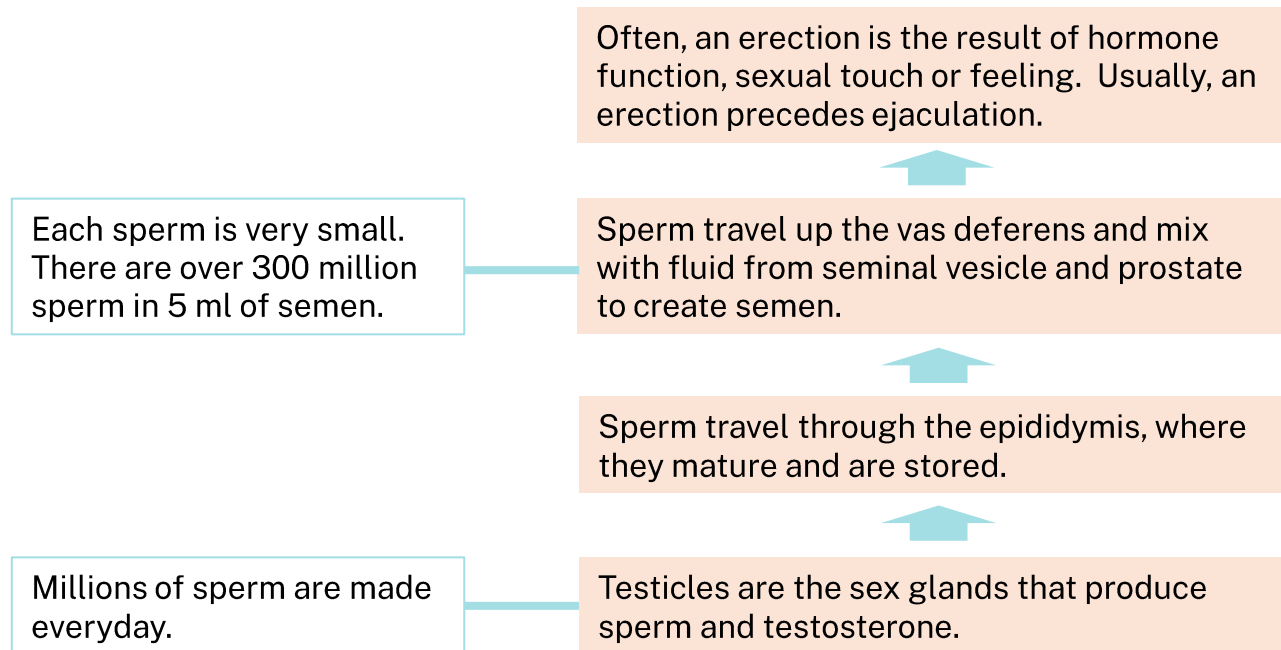 Often, an erection is the result of hormone
function, sexual touch or feeling.  Usually, an
erection precedes ejaculation.
Each sperm is very small.
There are over 300 million
sperm in 5 ml of semen.
Sperm travel up the vas deferens and mix
with fluid from seminal vesicle and prostate
to create semen.
Sperm travel through the epididymis, where
they mature and are stored.
Millions of sperm are made
everyday.
Testicles are the sex glands that produce
sperm and testosterone.